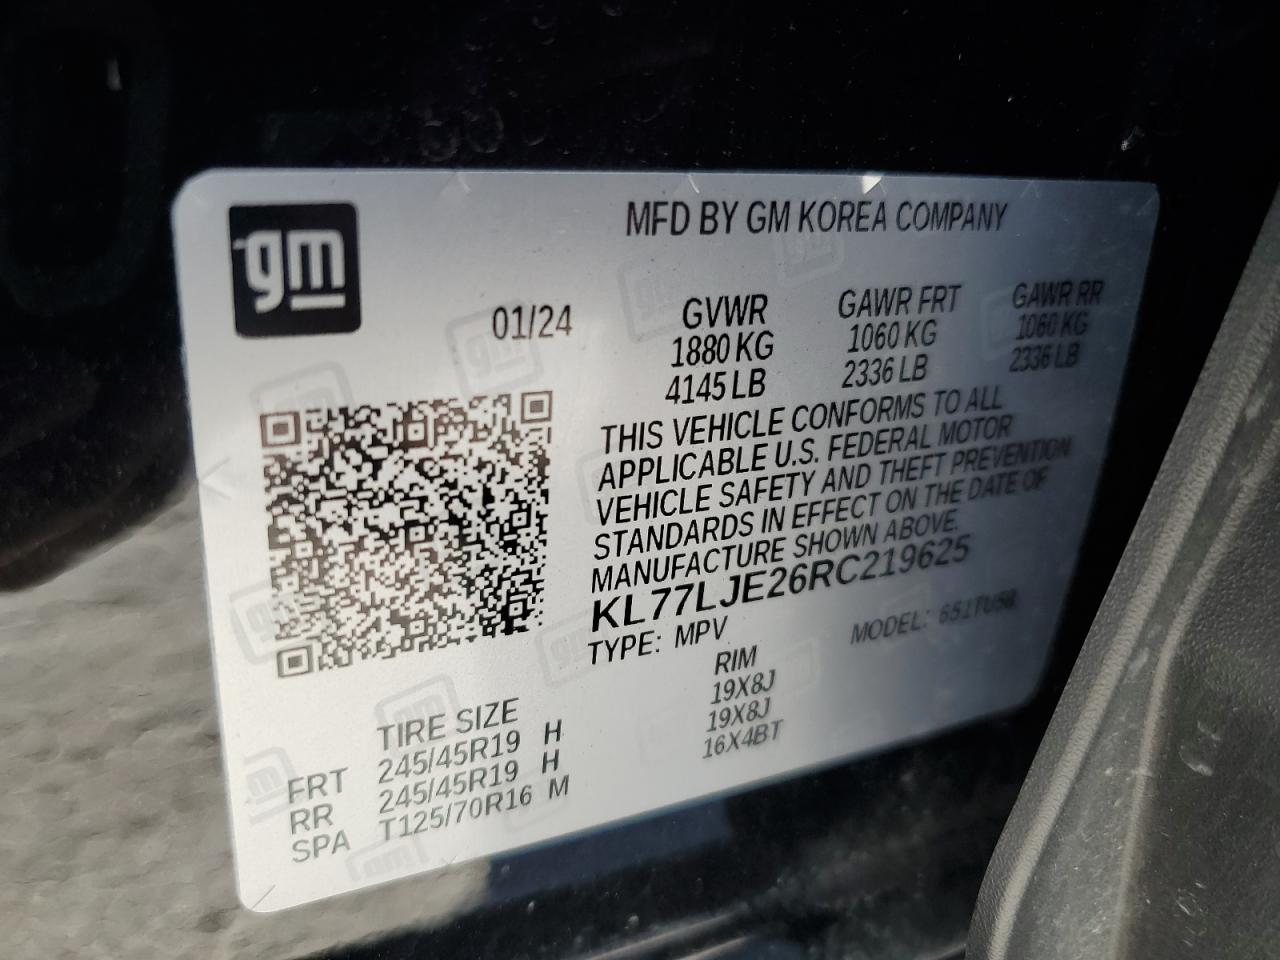 gm
MFD BY GM KOREA COMPANY
01/24
GVWR GAWR FRT GAWR RR
1880 KG 1060 KG 1060 KG
4145 LB 2336 LB 2336 LB
THIS VEHICLE CONFORMS TO ALL
APPLICABLE U.S. FEDERAL MOTOR
VEHICLE SAFETY AND THEFT PREVENTION
STANDARDS IN EFFECT ON THE DATE OF
MANUFACTURE SHOWN ABOVE.
KL77LJE26RC219625
TYPE: MPV MODEL:
TIRE SIZE RIM
FRT 245/45R19 H 19X8J
RR 245/45R19 H 19X8J
SPA T125/70R16 M 16X4BT